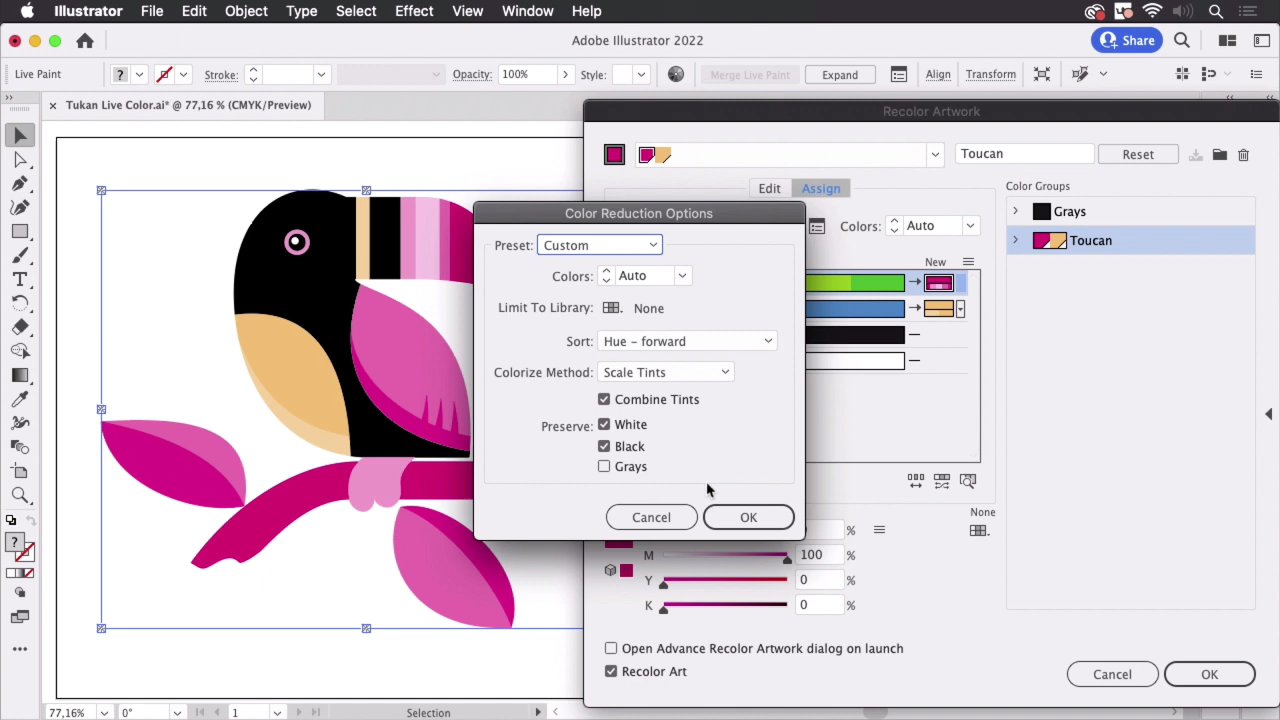 Illustrator File Edit Object Type Select Effect View Window Help
Adobe Illustrator 2022
Share
Live Paint ? Stroke: Opacity: 100% Style: Merge Live Paint Expand Align Transform
× Tukan Live Color.ai* @ 77,16 % (CMYK/Preview)
Recolor Artwork
Toucan Reset
Edit Assign
Color Groups
Colors: Auto
Grays
Toucan
New
Color Reduction Options
Preset: Custom
Colors: Auto
Limit To Library: None
Sort: Hue – forward
Colorize Method: Scale Tints
Combine Tints
Preserve: White
Black
Grays
Cancel OK
None
%
M 100 %
Y 0 %
K 0 %
Open Advance Recolor Artwork dialog on launch
Recolor Art
Cancel OK
?
77,16% 0° 1 Selection